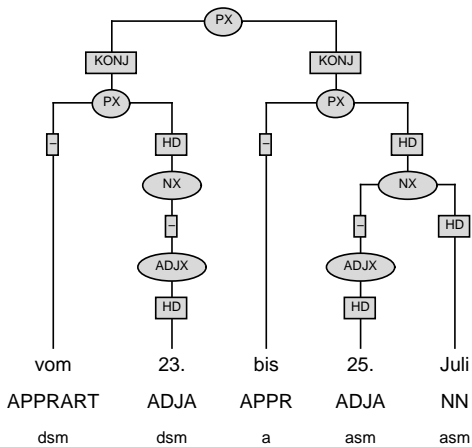 PX
KONJ KONJ
PX PX
– HD – HD
NX NX
– – HD
ADJX ADJX
HD HD
vom 23. bis 25. Juli
APPRART ADJA APPR ADJA NN
dsm dsm a asm asm